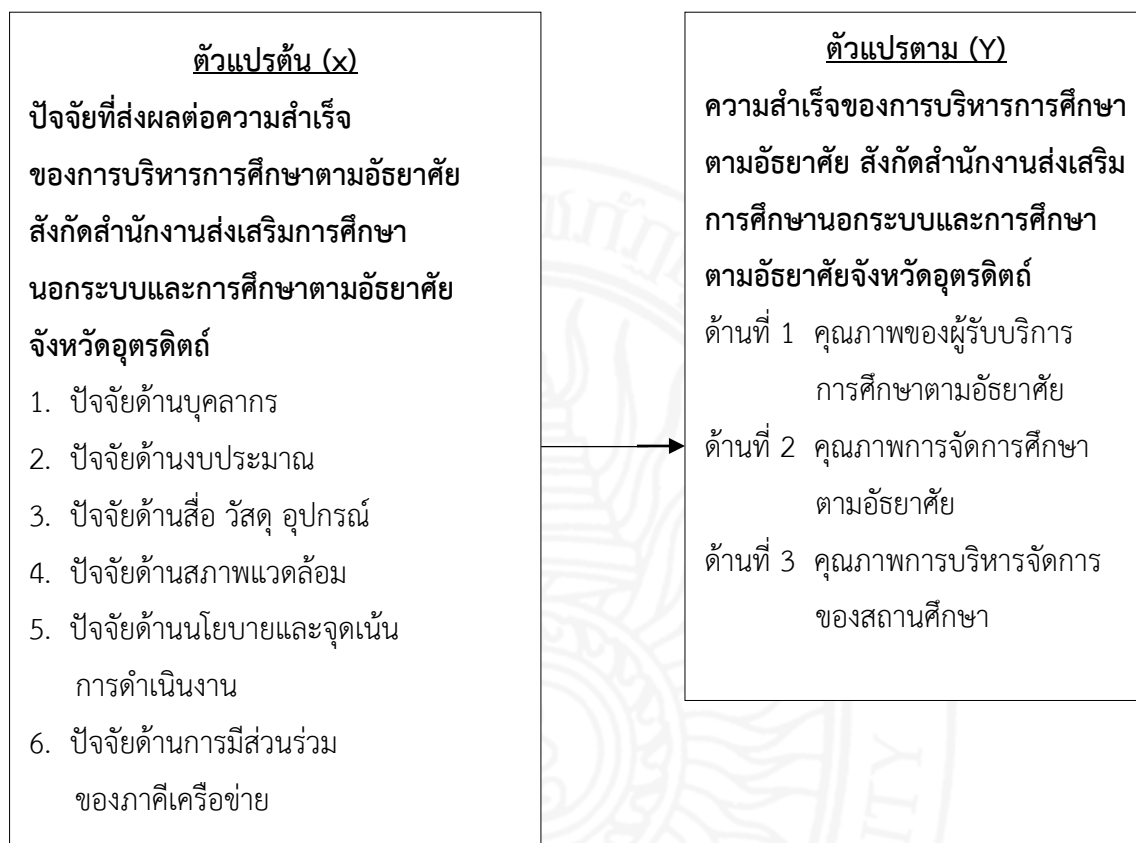 ตัวแปรต้น (x)
ปัจจัยที่ส่งผลต่อความสำเร็จ
ของการบริหารการศึกษาตามอัธยาศัย
สังกัดสำนักงานส่งเสริมการศึกษา
นอกระบบและการศึกษาตามอัธยาศัย
จังหวัดอุตรดิตถ์
1. ปัจจัยด้านบุคลากร
2. ปัจจัยด้านงบประมาณ
3. ปัจจัยด้านสื่อ วัสดุ อุปกรณ์
4. ปัจจัยด้านสภาพแวดล้อม
5. ปัจจัยด้านนโยบายและจุดเน้น
การดำเนินงาน
6. ปัจจัยด้านการมีส่วนร่วม
ของภาคีเครือข่าย
ตัวแปรตาม (Y)
ความสำเร็จของการบริหารการศึกษา
ตามอัธยาศัย สังกัดสำนักงานส่งเสริม
การศึกษานอกระบบและการศึกษา
ตามอัธยาศัยจังหวัดอุตรดิตถ์
ด้านที่ 1 คุณภาพของผู้รับบริการ
การศึกษาตามอัธยาศัย
ด้านที่ 2 คุณภาพการจัดการศึกษา
ตามอัธยาศัย
ด้านที่ 3 คุณภาพการบริหารจัดการ
ของสถานศึกษา